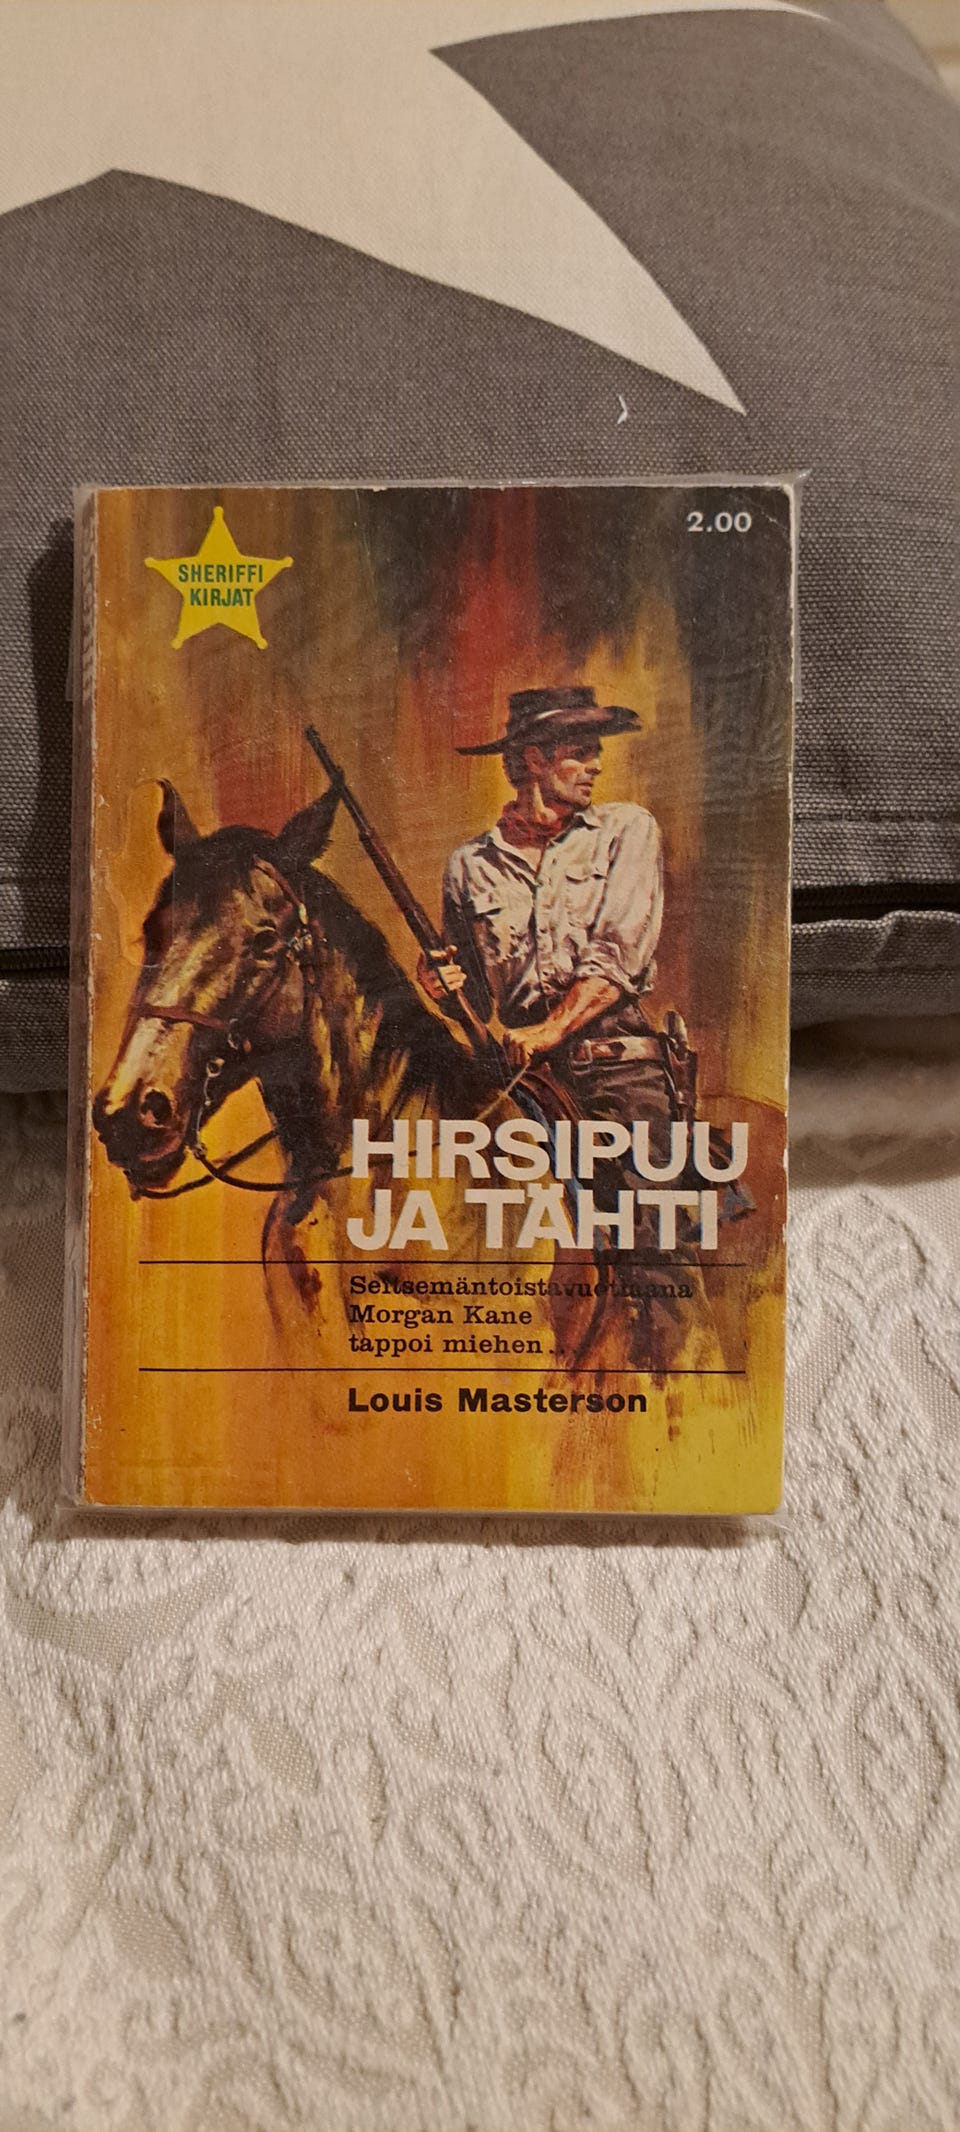 2.00
SHERIFFI
KIRJAT
HIRSIPUU
JA TÄHTI
Seitsemäntoistavuotiaana
Morgan Kane
tappoi miehen...
Louis Masterson